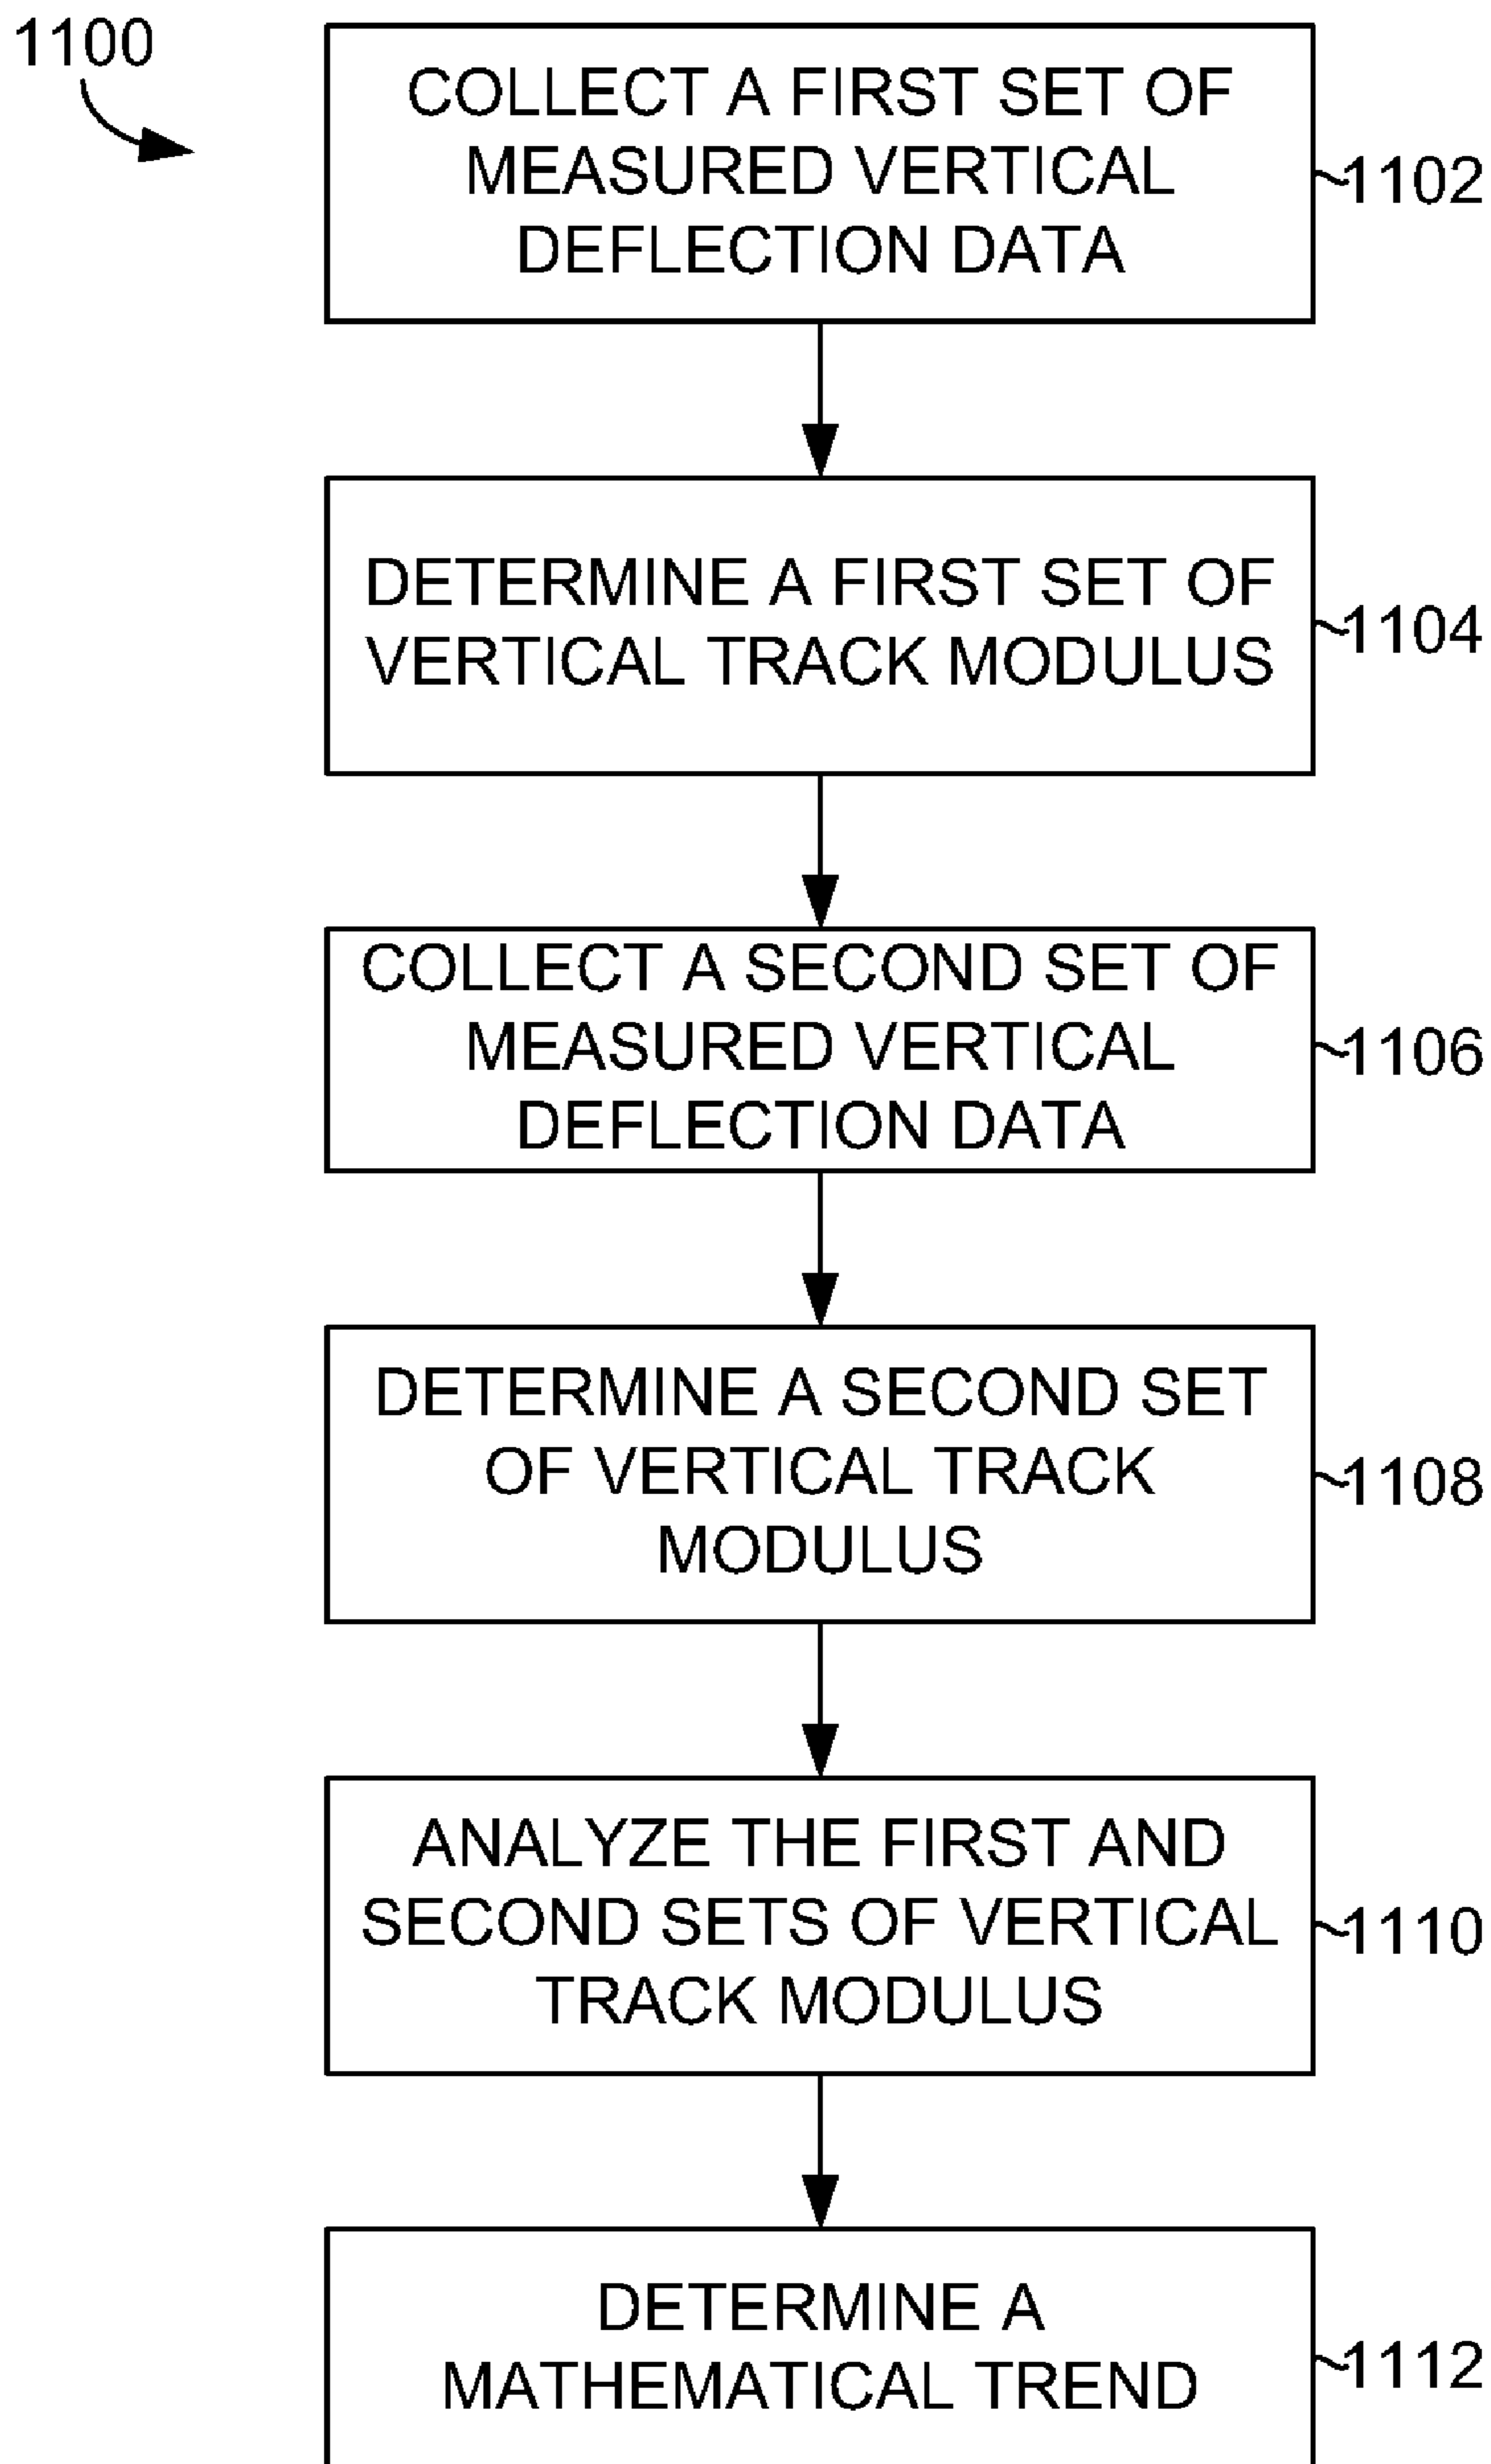 1100
COLLECT A FIRST SET OF
MEASURED VERTICAL
DEFLECTION DATA
1102
DETERMINE A FIRST SET OF
VERTICAL TRACK MODULUS
1104
COLLECT A SECOND SET OF
MEASURED VERTICAL
DEFLECTION DATA
1106
DETERMINE A SECOND SET
OF VERTICAL TRACK
MODULUS
1108
ANALYZE THE FIRST AND
SECOND SETS OF VERTICAL
TRACK MODULUS
1110
DETERMINE A
MATHEMATICAL TREND
1112